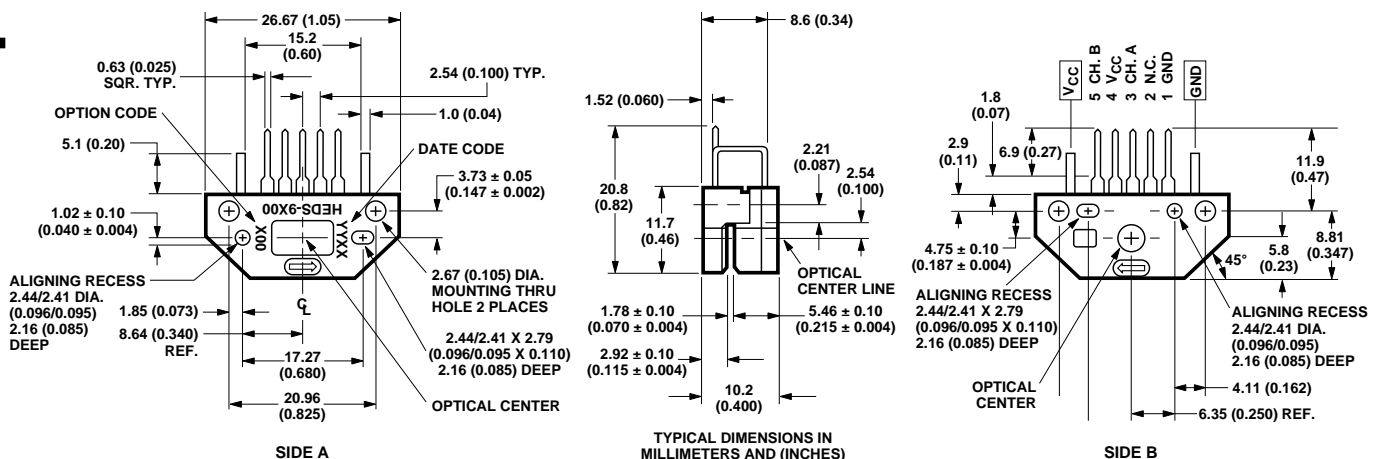 26.67 (1.05)
15.2
(0.60)
0.63 (0.025)
SQR. TYP.
2.54 (0.100) TYP.
OPTION CODE
1.0 (0.04)
5.1 (0.20)
DATE CODE
3.73 ± 0.05
(0.147 ± 0.002)
HEDS-9X00
X00
YYXX
1.02 ± 0.10
(0.040 ± 0.004)
ALIGNING RECESS
2.44/2.41 DIA.
(0.096/0.095)
2.16 (0.085)
DEEP
2.67 (0.105) DIA.
MOUNTING THRU
HOLE 2 PLACES
CL
1.85 (0.073)
8.64 (0.340)
REF.
2.44/2.41 X 2.79
(0.096/0.095 X 0.110)
2.16 (0.085) DEEP
17.27
(0.680)
20.96
(0.825)
OPTICAL CENTER
SIDE A
8.6 (0.34)
1.52 (0.060)
2.21
(0.087)
2.54
(0.100)
20.8
(0.82)
11.7
(0.46)
OPTICAL
CENTER LINE
1.78 ± 0.10
(0.070 ± 0.004)
5.46 ± 0.10
(0.215 ± 0.004)
2.92 ± 0.10
(0.115 ± 0.004)
10.2
(0.400)
TYPICAL DIMENSIONS IN
MILLIMETERS AND (INCHES)
VCC
5 CH. B
4 VCC
3 CH. A
2 N.C.
1 GND
GND
1.8
(0.07)
2.9
(0.11)
6.9 (0.27)
11.9
(0.47)
4.75 ± 0.10
(0.187 ± 0.004)
5.8
(0.23)
8.81
(0.347)
45°
ALIGNING RECESS
2.44/2.41 X 2.79
(0.096/0.095 X 0.110)
2.16 (0.085) DEEP
ALIGNING RECESS
2.44/2.41 DIA.
(0.096/0.095)
2.16 (0.085) DEEP
OPTICAL
CENTER
4.11 (0.162)
6.35 (0.250) REF.
SIDE B